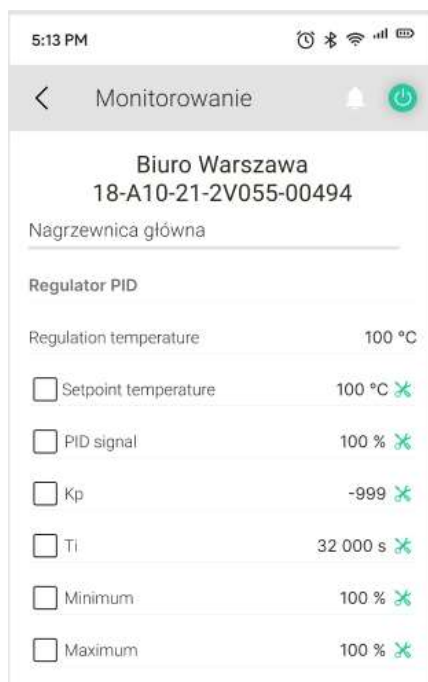 5:13 PM
Monitorowanie
Biuro Warszawa
18-A10-21-2V055-00494
Nagrzewnica główna
Regulator PID
Regulation temperature 100 °C
Setpoint temperature 100 °C
PID signal 100 %
Kp -999
Ti 32 000 s
Minimum 100 %
Maximum 100 %